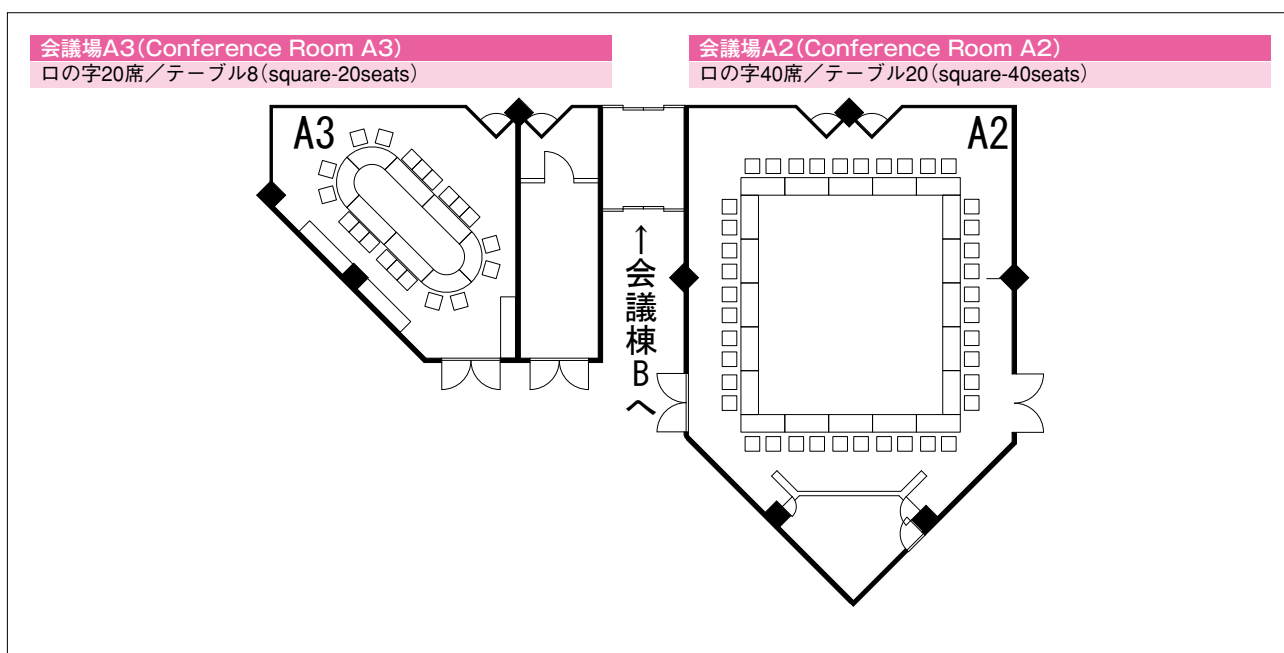 会議場A3(Conference Room A3)
ロの字20席／テーブル8(square-20seats)
会議場A2(Conference Room A2)
ロの字40席／テーブル20(square-40seats)
A3
A2
←会議棟Bへ